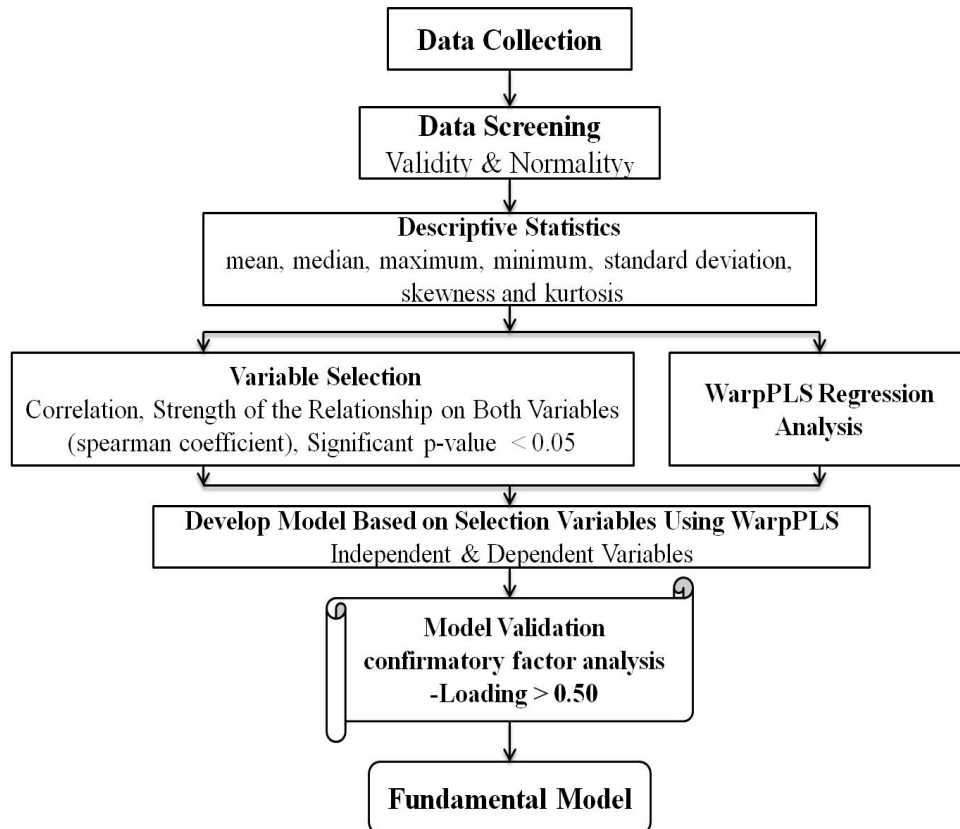 Data Collection
Data Screening
Validity & Normalityy
Descriptive Statistics
mean, median, maximum, minimum, standard deviation,
skewness and kurtosis
Variable Selection
Correlation, Strength of the Relationship on Both Variables
(spearman coefficient), Significant p-value < 0.05
WarpPLS Regression
Analysis
Develop Model Based on Selection Variables Using WarpPLS
Independent & Dependent Variables
Model Validation
confirmatory factor analysis
-Loading > 0.50
Fundamental Model